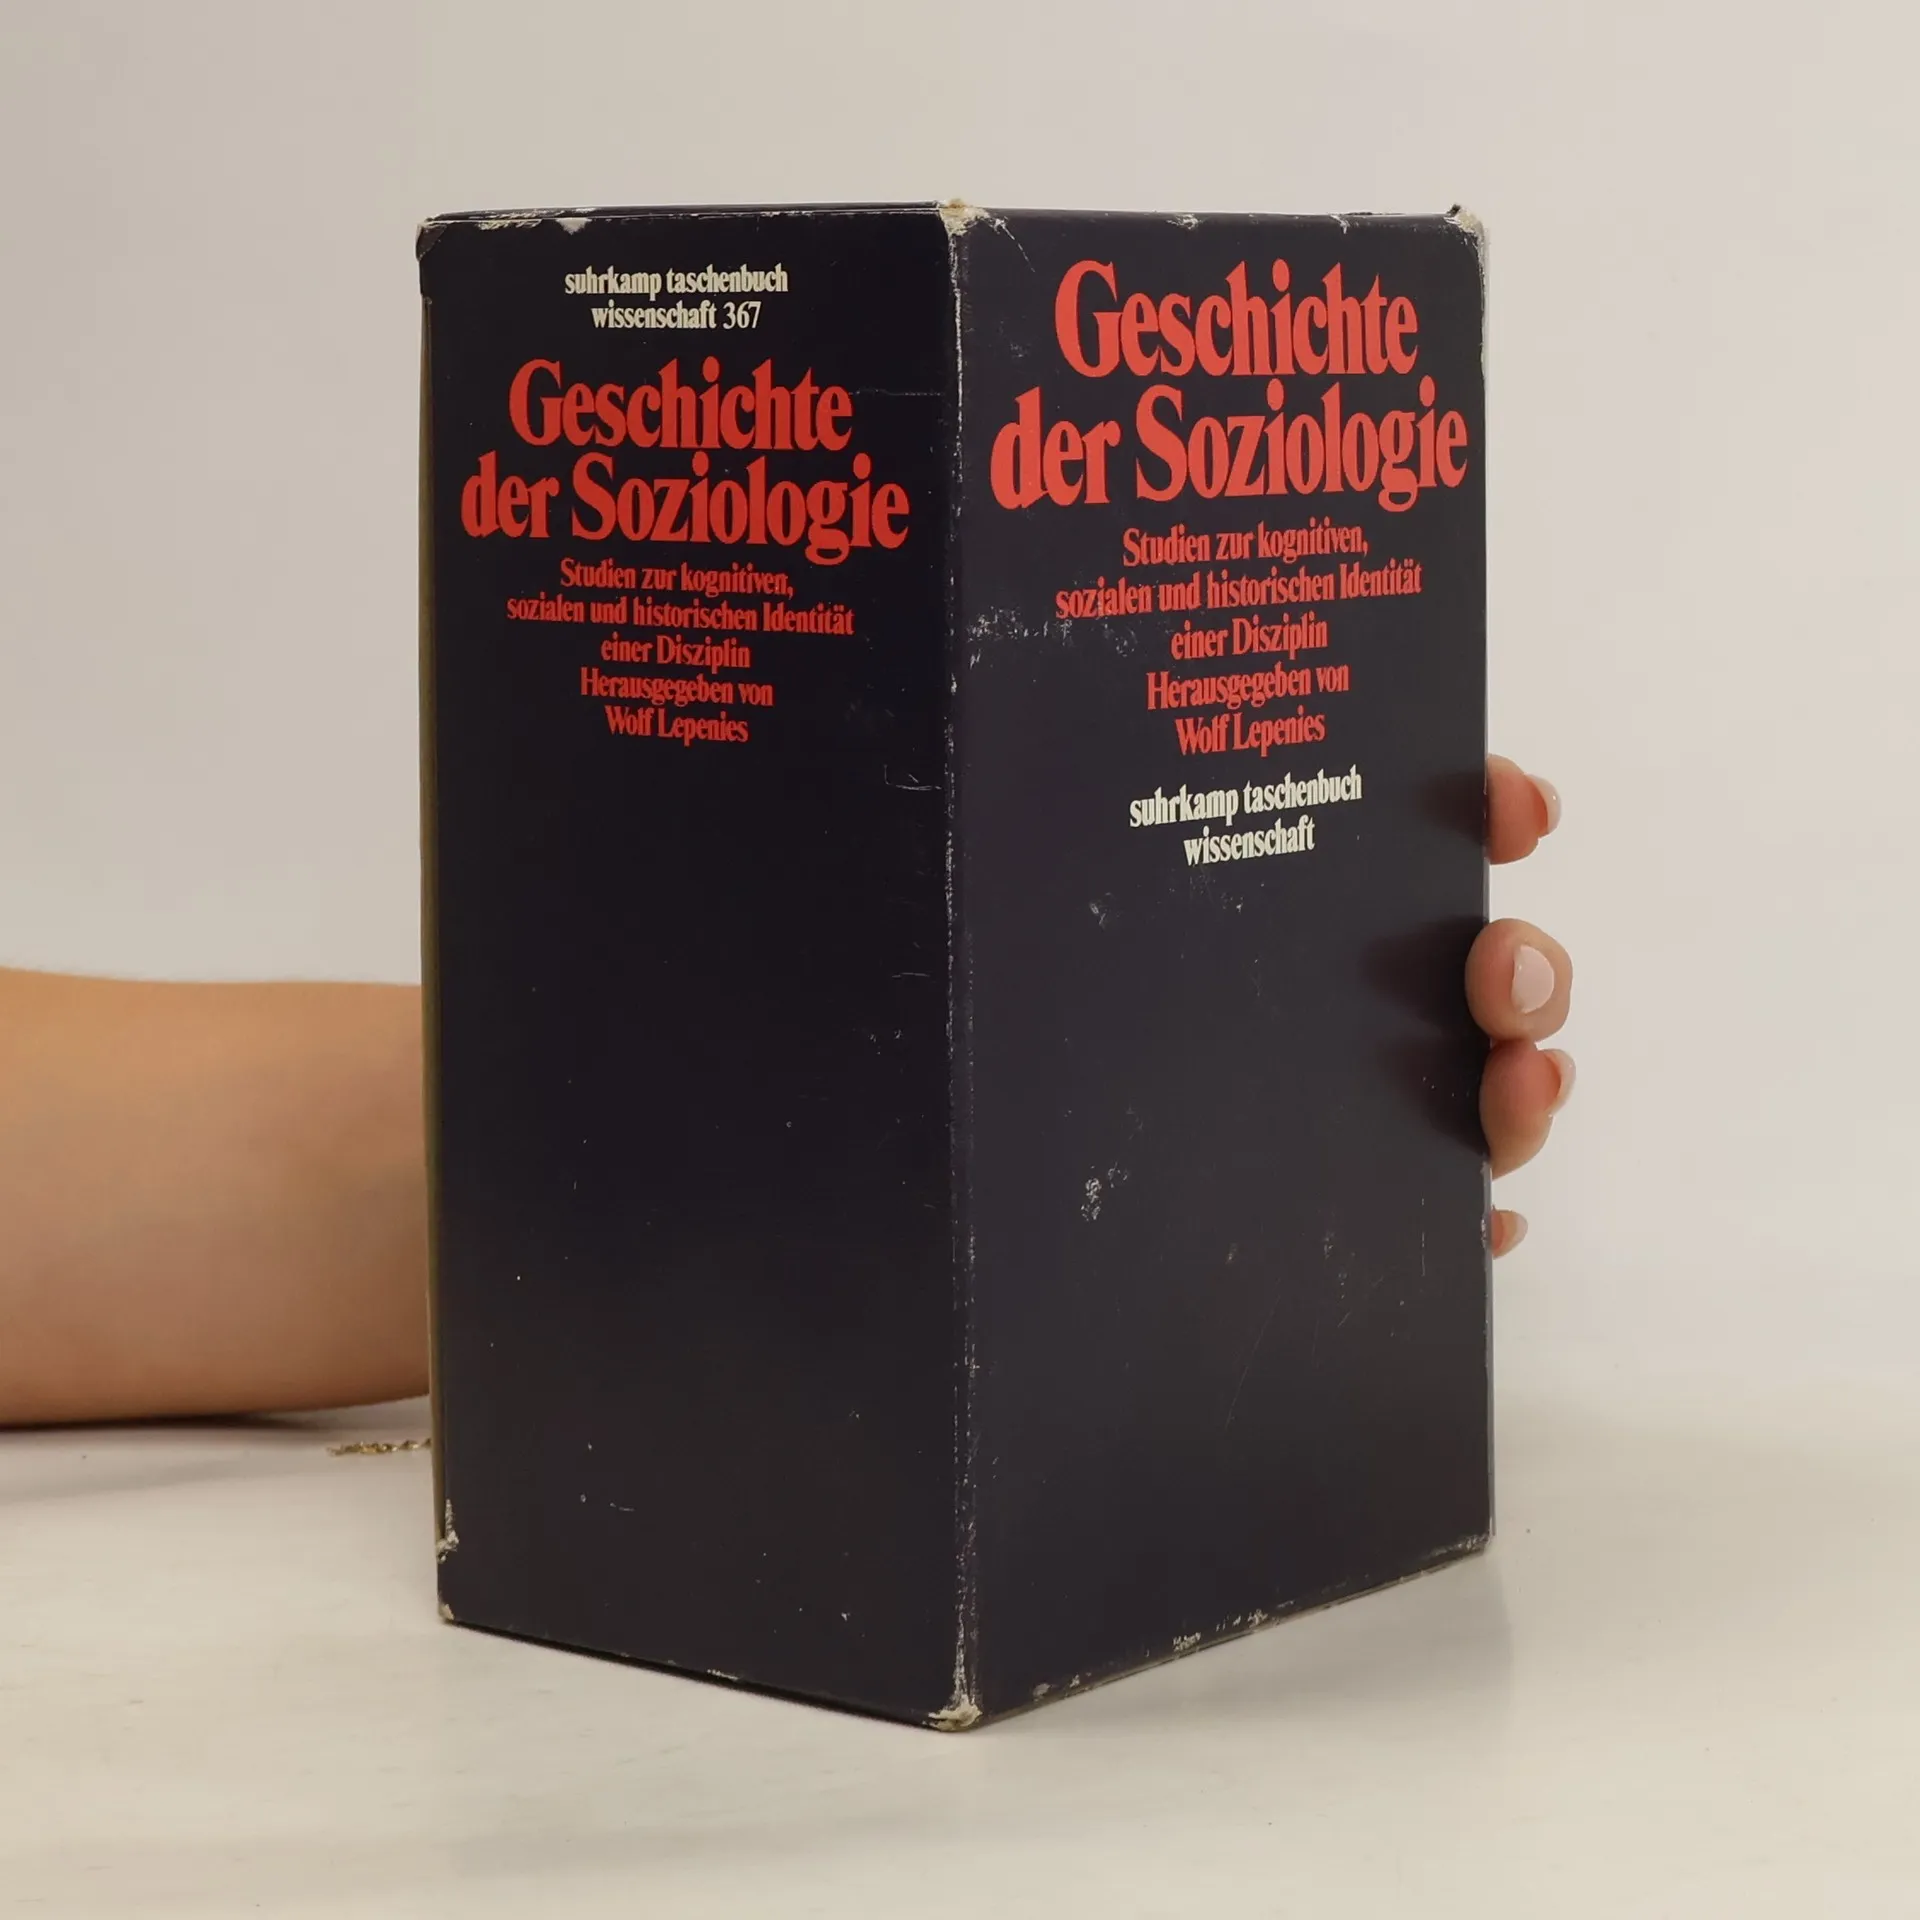 suhrkamp taschenbuch
wissenschaft 367
Geschichte
der Soziologie
Studien zur kognitiven,
sozialen und historischen Identität
einer Disziplin
Herausgegeben von
Wolf Lepenies
Geschichte
der Soziologie
Studien zur kognitiven,
sozialen und historischen Identität
einer Disziplin
Herausgegeben von
Wolf Lepenies
suhrkamp taschenbuch
wissenschaft